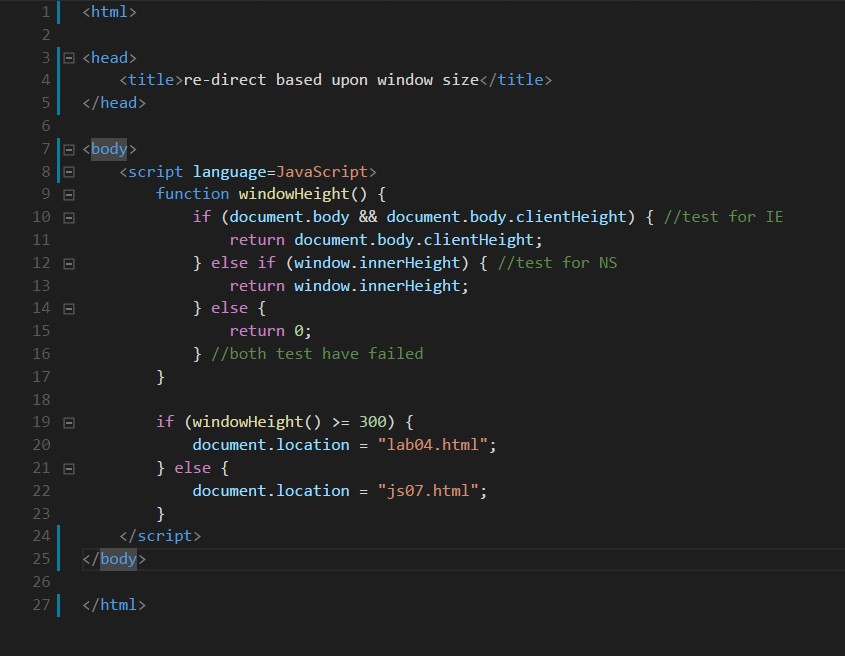 1 <html>
2
3 <head>
4     <title>re-direct based upon window size</title>
5 </head>
6
7 <body>
8     <script language=JavaScript>
9         function windowHeight() {
10             if (document.body && document.body.clientHeight) { //test for IE
11                 return document.body.clientHeight;
12             } else if (window.innerHeight) { //test for NS
13                 return window.innerHeight;
14             } else {
15                 return 0;
16             } //both test have failed
17         }
18
19         if (windowHeight() >= 300) {
20             document.location = "lab04.html";
21         } else {
22             document.location = "js07.html";
23         }
24     </script>
25 </body>
26
27 </html>